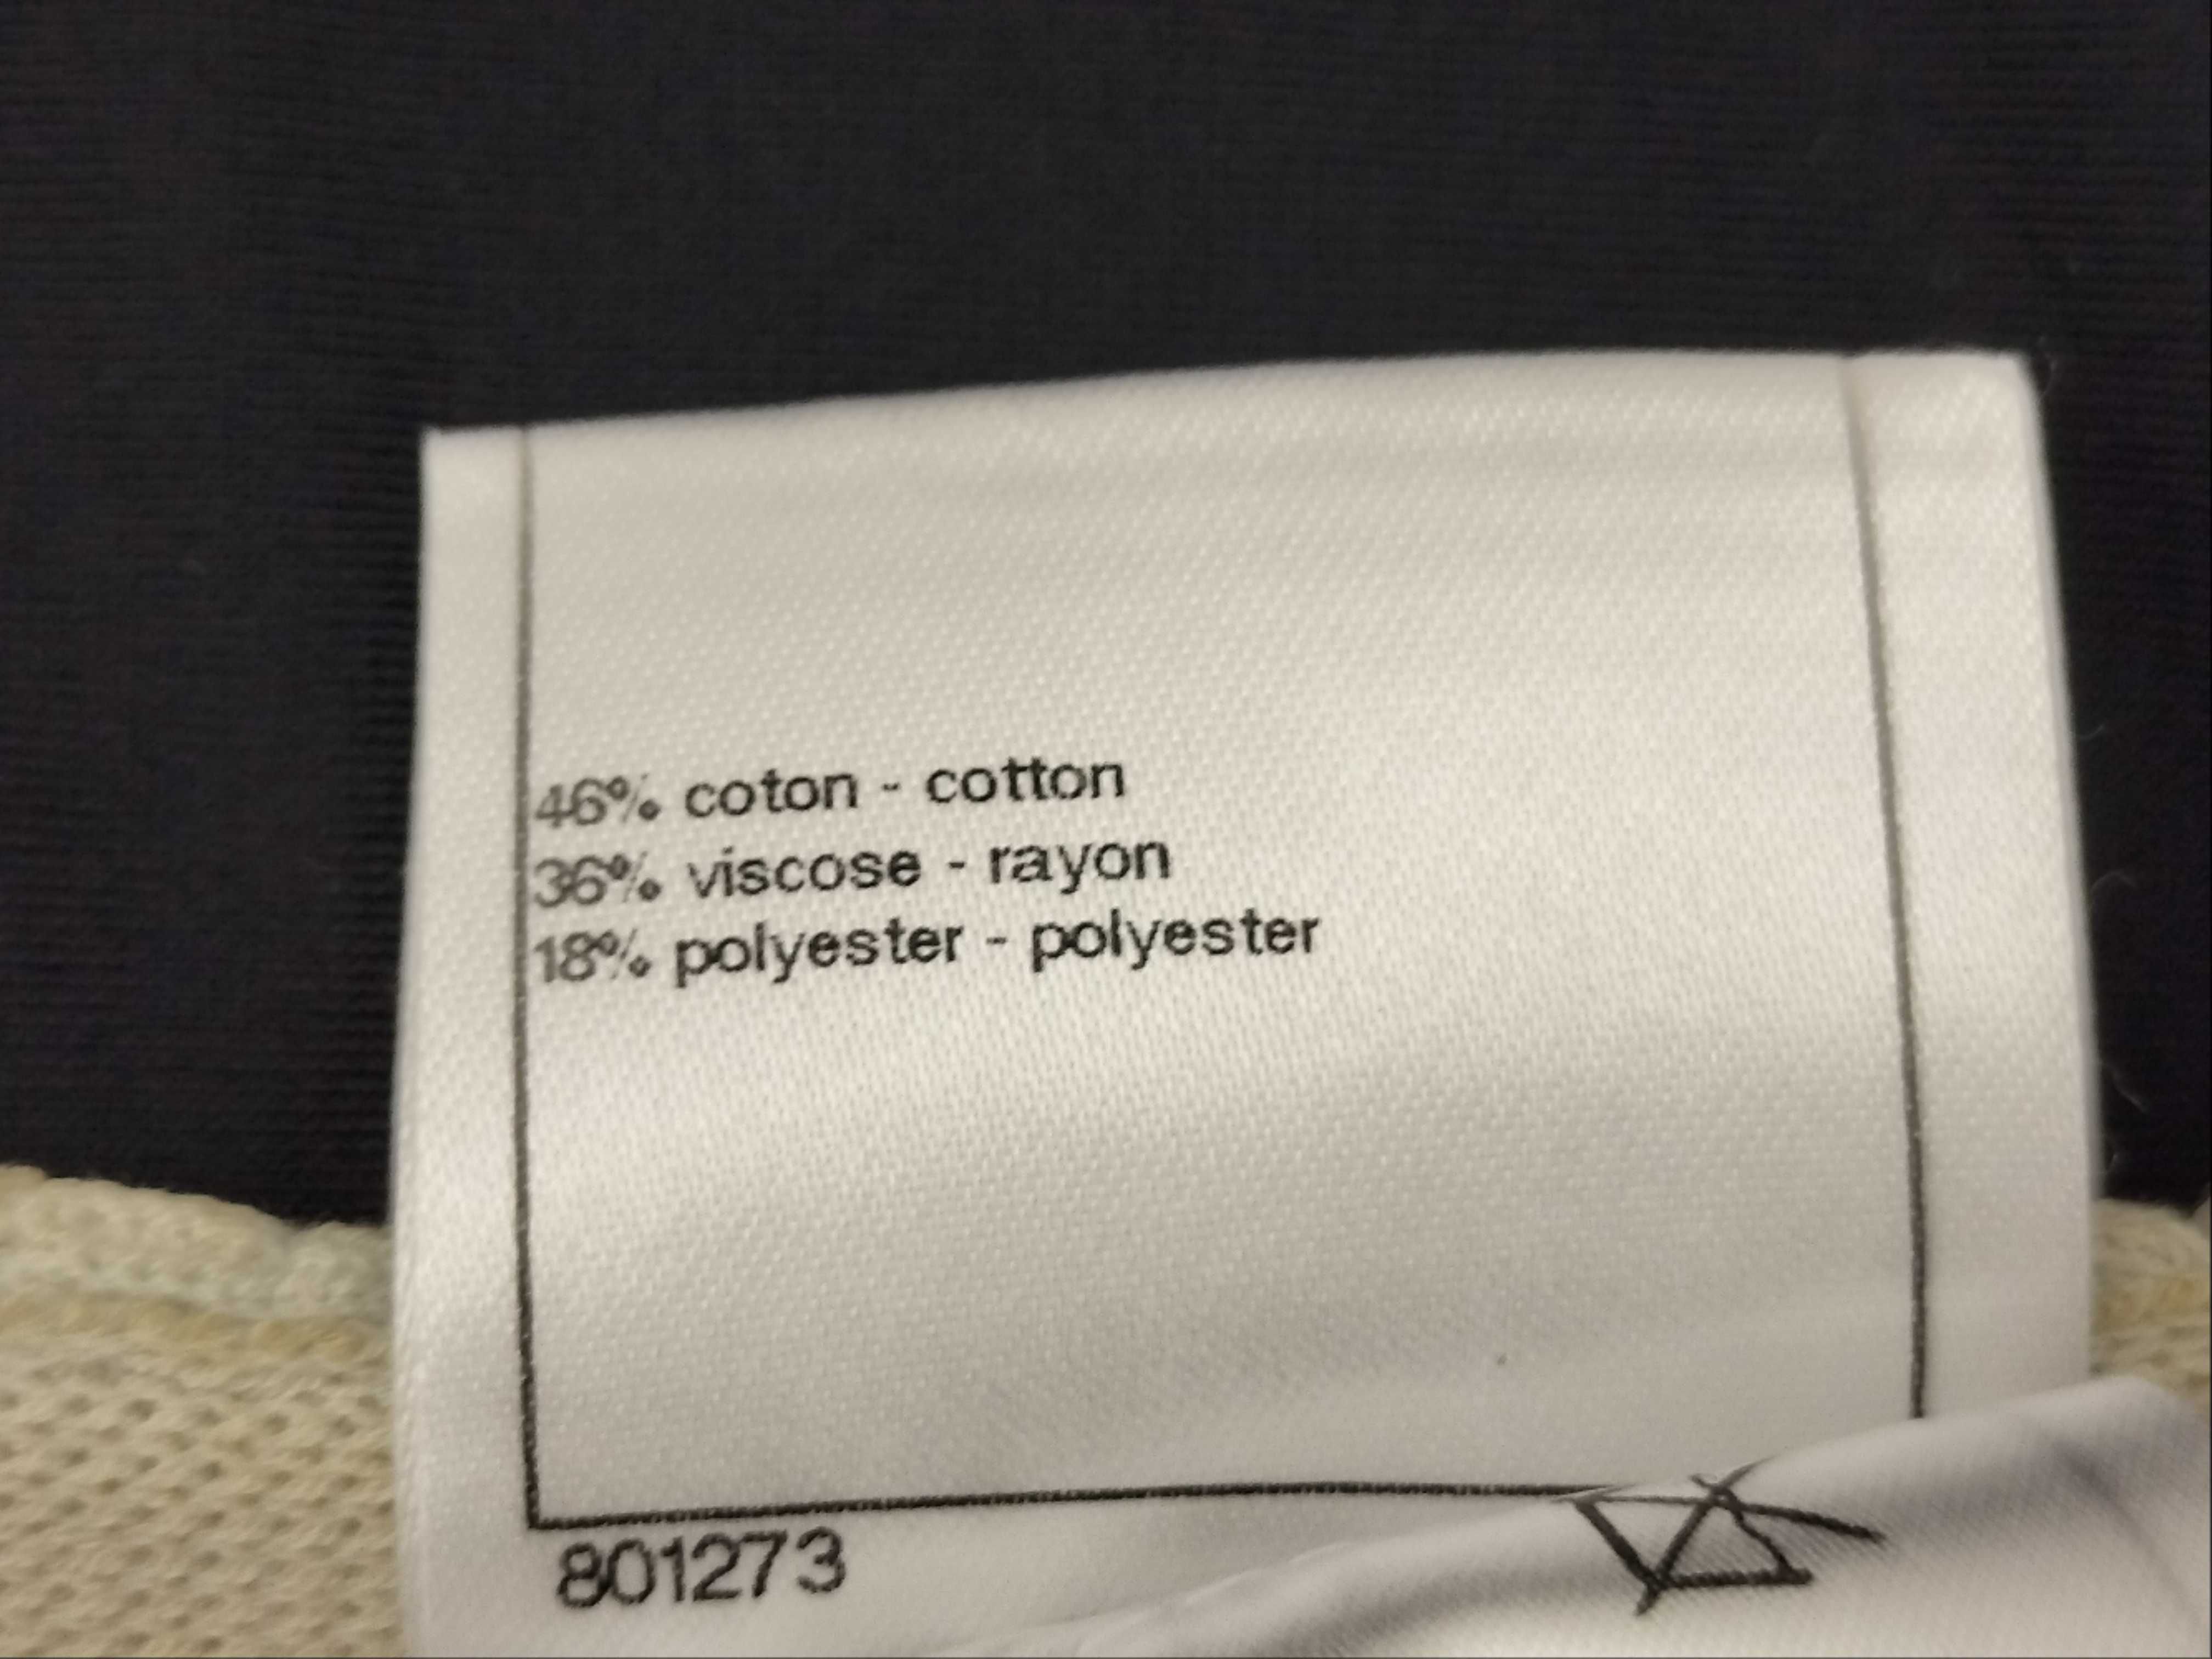 46% coton - cotton
36% viscose - rayon
18% polyester - polyester
801273